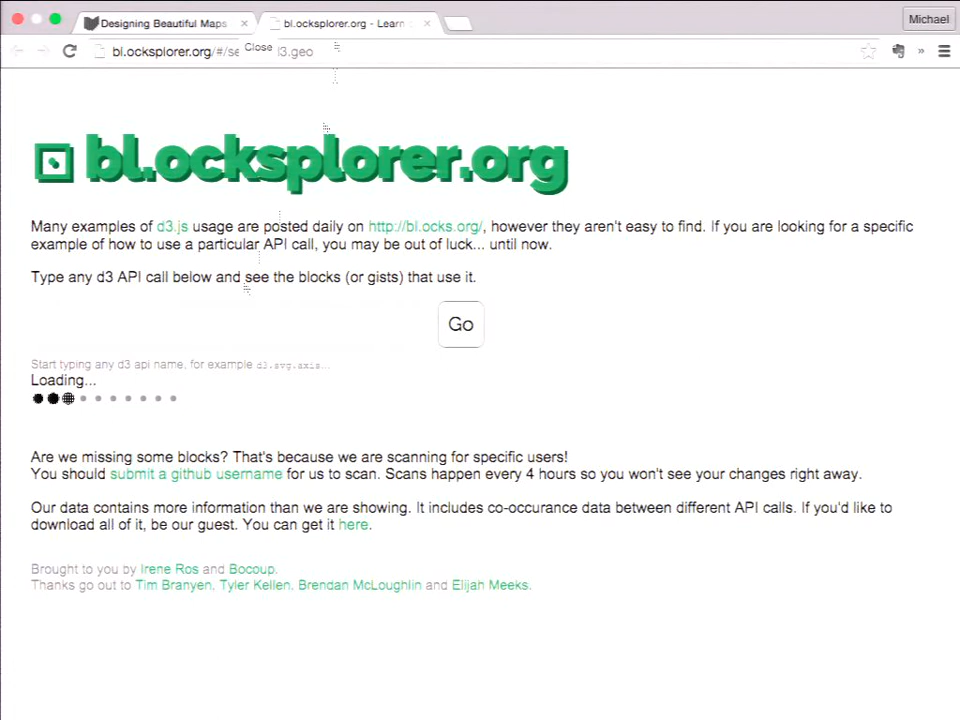 Designing Beautiful Maps
bl.ocksplorer.org - Learn
Michael
bl.ocksplorer.org/#/se
Close
d3.geo
bl.ocksplorer.org
Many examples of d3.js usage are posted daily on http://bl.ocks.org/, however they aren't easy to find. If you are looking for a specific
example of how to use a particular API call, you may be out of luck... until now.
Type any d3 API call below and see the blocks (or gists) that use it.
Go
Start typing any d3 api name, for example d3.svg.axis...
Loading...
Are we missing some blocks? That's because we are scanning for specific users!
You should submit a github username for us to scan. Scans happen every 4 hours so you won't see your changes right away.
Our data contains more information than we are showing. It includes co-occurance data between different API calls. If you'd like to
download all of it, be our guest. You can get it here.
Brought to you by Irene Ros and Bocoup.
Thanks go out to Tim Branyen, Tyler Kellen, Brendan McLoughlin and Elijah Meeks.